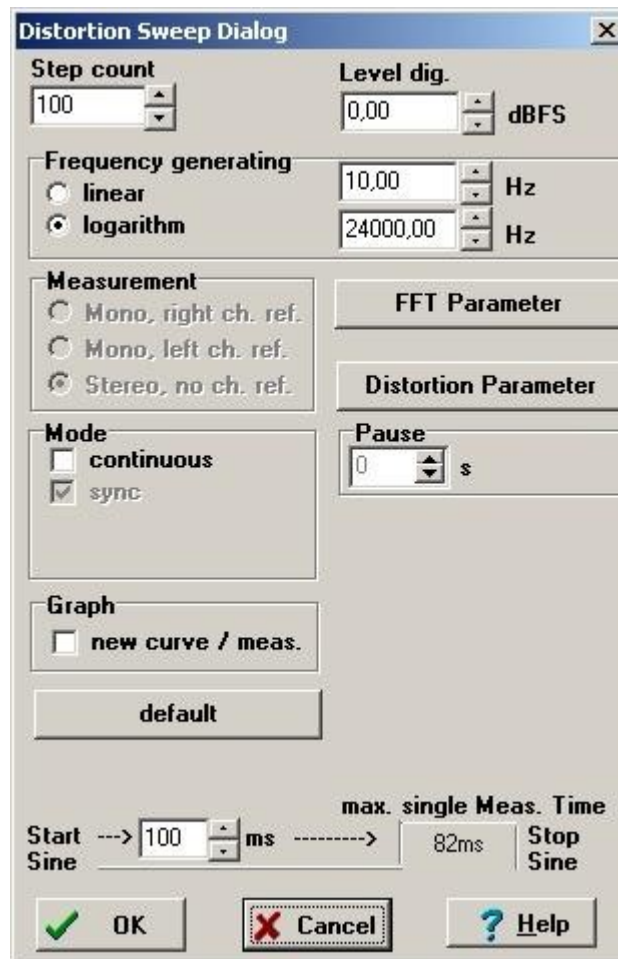 Distortion Sweep Dialog
Step count
100
Level dig.
0,00 dBFS
Frequency generating
linear
logarithm
10,00 Hz
24000,00 Hz
Measurement
Mono, right ch. ref.
Mono, left ch. ref.
Stereo, no ch. ref.
FFT Parameter
Distortion Parameter
Mode
continuous
sync
Pause
0 s
Graph
new curve / meas.
default
max. single Meas. Time
Start Sine ---> 100 ms --------> 82ms Stop Sine
OK Cancel Help